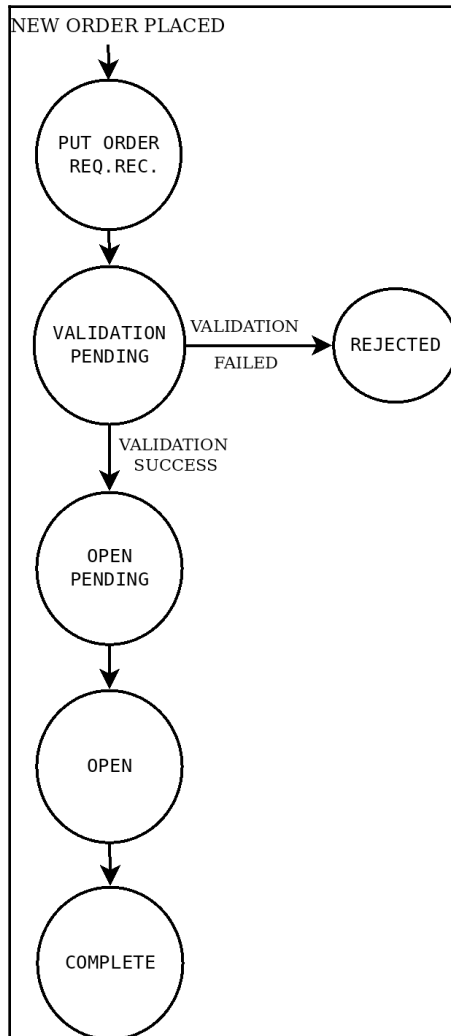 NEW ORDER PLACED
PUT ORDER
REQ.REC.
VALIDATION
PENDING
VALIDATION
FAILED
REJECTED
VALIDATION
SUCCESS
OPEN
PENDING
OPEN
COMPLETE